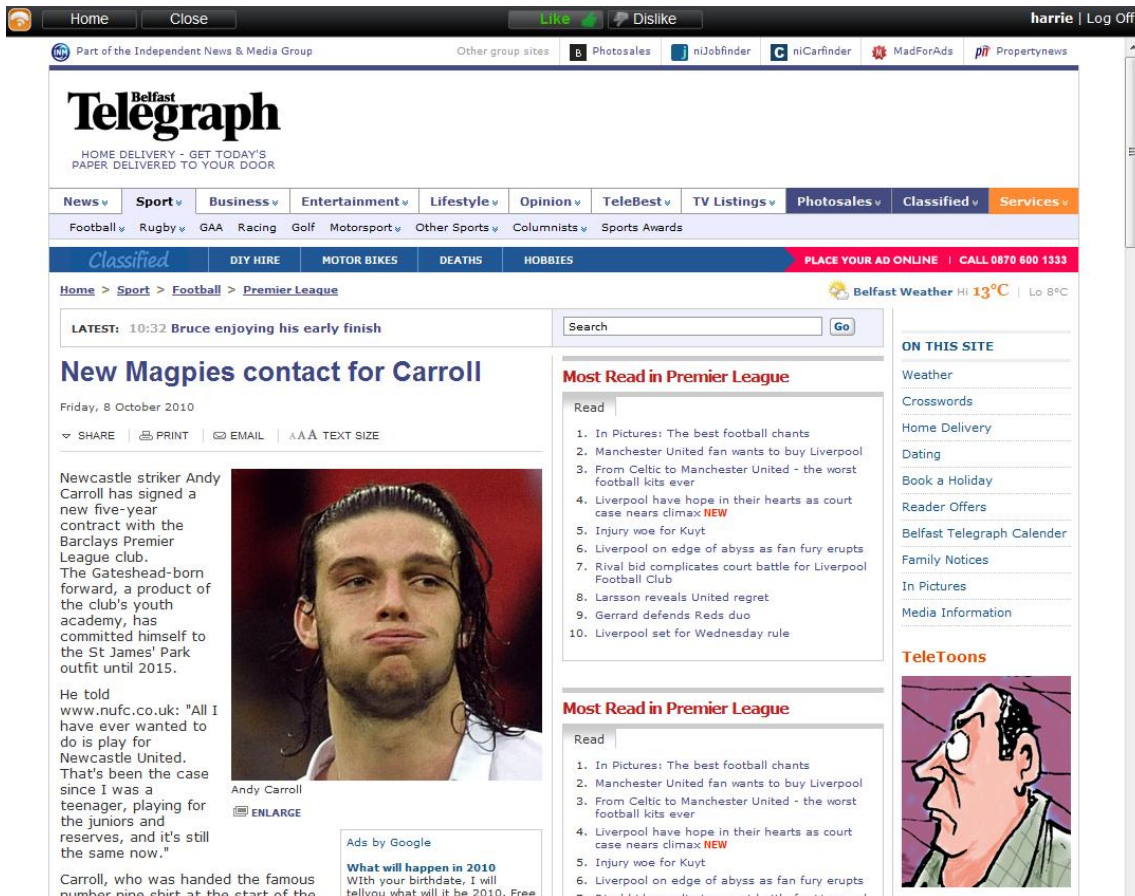 Home Close Like Dislike harrie | Log Off
INM Part of the Independent News & Media Group Other group sites B Photosales j niJobfinder C niCarfinder M MadForAds pn Propertynews
Belfast
Telegraph
HOME DELIVERY - GET TODAY'S
PAPER DELIVERED TO YOUR DOOR
News Sport Business Entertainment Lifestyle Opinion TeleBest TV Listings Photosales Classified Services
Football Rugby GAA Racing Golf Motorsport Other Sports Columnists Sports Awards
Classified DIY HIRE MOTOR BIKES DEATHS HOBBIES PLACE YOUR AD ONLINE | CALL 0870 600 1333
Home > Sport > Football > Premier League
Belfast Weather Hi 13°C | Lo 8°C
LATEST: 10:32 Bruce enjoying his early finish
Search Go
New Magpies contact for Carroll
Friday, 8 October 2010
SHARE PRINT EMAIL AAA TEXT SIZE
Newcastle striker Andy
Carroll has signed a
new five-year
contract with the
Barclays Premier
League club.
The Gateshead-born
forward, a product of
the club's youth
academy, has
committed himself to
the St James' Park
outfit until 2015.
He told
www.nufc.co.uk: "All I
have ever wanted to
do is play for
Newcastle United.
That's been the case
since I was a
teenager, playing for
the juniors and
reserves, and it's still
the same now."
Carroll, who was handed the famous
number nine shirt at the start of the
Andy Carroll
ENLARGE
Ads by Google
What will happen in 2010
WIth your birthdate, I will
tellyou what will it be 2010. Free
Most Read in Premier League
Read
1. In Pictures: The best football chants
2. Manchester United fan wants to buy Liverpool
3. From Celtic to Manchester United - the worst
football kits ever
4. Liverpool have hope in their hearts as court
case nears climax NEW
5. Injury woe for Kuyt
6. Liverpool on edge of abyss as fan fury erupts
7. Rival bid complicates court battle for Liverpool
Football Club
8. Larsson reveals United regret
9. Gerrard defends Reds duo
10. Liverpool set for Wednesday rule
Most Read in Premier League
Read
1. In Pictures: The best football chants
2. Manchester United fan wants to buy Liverpool
3. From Celtic to Manchester United - the worst
football kits ever
4. Liverpool have hope in their hearts as court
case nears climax NEW
5. Injury woe for Kuyt
6. Liverpool on edge of abyss as fan fury erupts
ON THIS SITE
Weather
Crosswords
Home Delivery
Dating
Book a Holiday
Reader Offers
Belfast Telegraph Calender
Family Notices
In Pictures
Media Information
TeleToons